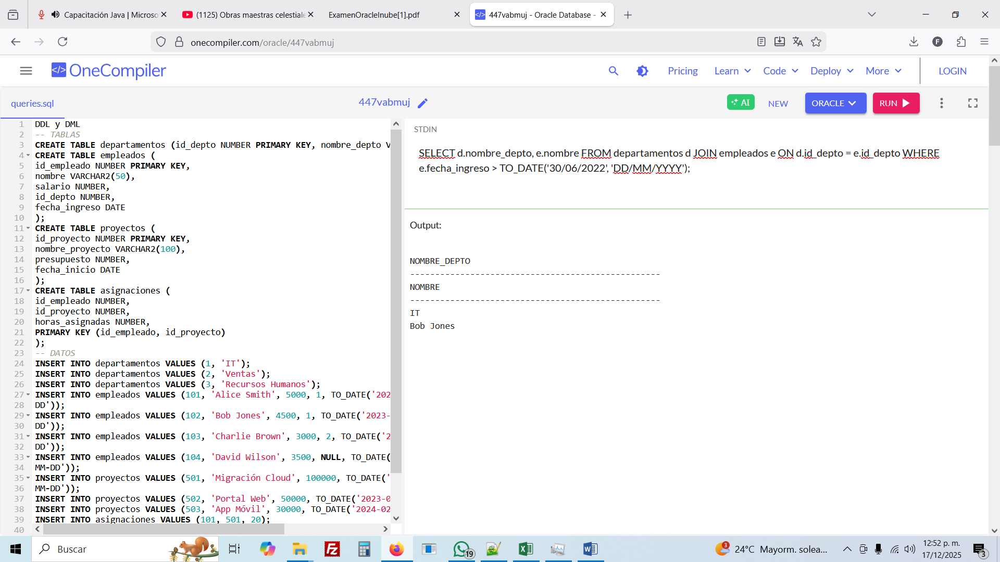 Capacitación Java | Microso
(1125) Obras maestras celestiale
ExamenOracleInube[1].pdf
447vabmuj - Oracle Database -
onecompiler.com/oracle/447vabmuj
F
OneCompiler
Pricing
Learn
Code
Deploy
More
LOGIN
queries.sql
447vabmuj
AI
NEW
ORACLE
RUN
1 DDL y DML
2 -- TABLAS
3 CREATE TABLE departamentos (id_depto NUMBER PRIMARY KEY, nombre_depto V
4 CREATE TABLE empleados (
5 id_empleado NUMBER PRIMARY KEY,
6 nombre VARCHAR2(50),
7 salario NUMBER,
8 id_depto NUMBER,
9 fecha_ingreso DATE
10 );
11 CREATE TABLE proyectos (
12 id_proyecto NUMBER PRIMARY KEY,
13 nombre_proyecto VARCHAR2(100),
14 presupuesto NUMBER,
15 fecha_inicio DATE
16 );
17 CREATE TABLE asignaciones (
18 id_empleado NUMBER,
19 id_proyecto NUMBER,
20 horas_asignadas NUMBER,
21 PRIMARY KEY (id_empleado, id_proyecto)
22 );
23 -- DATOS
24 INSERT INTO departamentos VALUES (1, 'IT');
25 INSERT INTO departamentos VALUES (2, 'Ventas');
26 INSERT INTO departamentos VALUES (3, 'Recursos Humanos');
27 INSERT INTO empleados VALUES (101, 'Alice Smith', 5000, 1, TO_DATE('202
28 DD'));
29 INSERT INTO empleados VALUES (102, 'Bob Jones', 4500, 1, TO_DATE('2023-
30 DD'));
31 INSERT INTO empleados VALUES (103, 'Charlie Brown', 3000, 2, TO_DATE('2
32 DD'));
33 INSERT INTO empleados VALUES (104, 'David Wilson', 3500, NULL, TO_DATE(
34 MM-DD'));
35 INSERT INTO proyectos VALUES (501, 'Migración Cloud', 100000, TO_DATE('
36 MM-DD'));
37 INSERT INTO proyectos VALUES (502, 'Portal Web', 50000, TO_DATE('2023-0
38 INSERT INTO proyectos VALUES (503, 'App Móvil', 30000, TO_DATE('2024-02
39 INSERT INTO asignaciones VALUES (101, 501, 20);
40
STDIN
SELECT d.nombre_depto, e.nombre FROM departamentos d JOIN empleados e ON d.id_depto = e.id_depto WHERE
e.fecha_ingreso > TO_DATE('30/06/2022', 'DD/MM/YYYY');
Output:
NOMBRE_DEPTO
--------------------------------------------------
NOMBRE
--------------------------------------------------
IT
Bob Jones
Buscar
19
3
24°C Mayorm. solea...
12:52 p. m.
17/12/2025
3